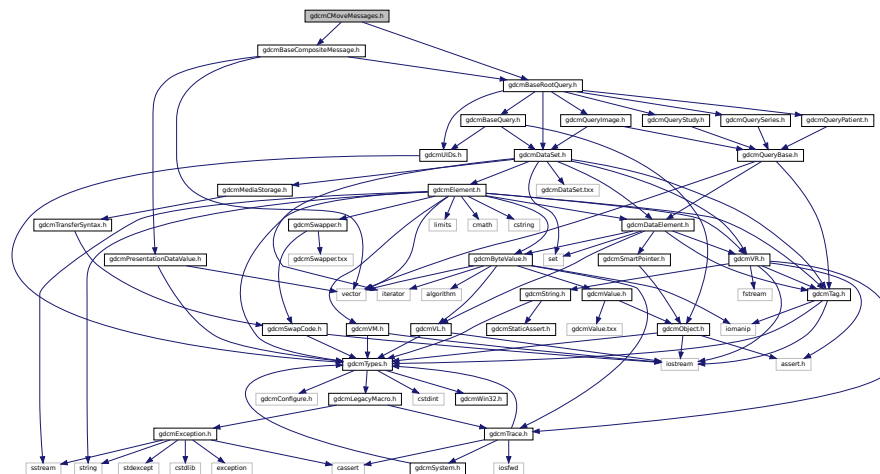 gdcmCMoveMessages.h
gdcmBaseCompositeMessage.h
gdcmBaseRootQuery.h
gdcmBaseQuery.h
gdcmQueryImage.h
gdcmQueryStudy.h
gdcmQuerySeries.h
gdcmQueryPatient.h
gdcmUIDs.h
gdcmDataSet.h
gdcmQueryBase.h
gdcmMediaStorage.h
gdcmElement.h
gdcmDataSet.txx
gdcmTransferSyntax.h
gdcmSwapper.h
limits
cmath
cstring
gdcmDataElement.h
gdcmPresentationDataValue.h
gdcmSwapper.txx
gdcmByteValue.h
set
gdcmSmartPointer.h
gdcmVR.h
vector
iterator
algorithm
gdcmString.h
gdcmValue.h
fstream
gdcmTag.h
gdcmSwapCode.h
gdcmVM.h
gdcmVL.h
gdcmStaticAssert.h
gdcmValue.txx
gdcmObject.h
iomanip
gdcmTypes.h
iostream
assert.h
gdcmConfigure.h
gdcmLegacyMacro.h
cstdint
gdcmWin32.h
gdcmException.h
gdcmTrace.h
sstream
string
stdexcept
cstdlib
exception
cassert
gdcmSystem.h
iosfwd